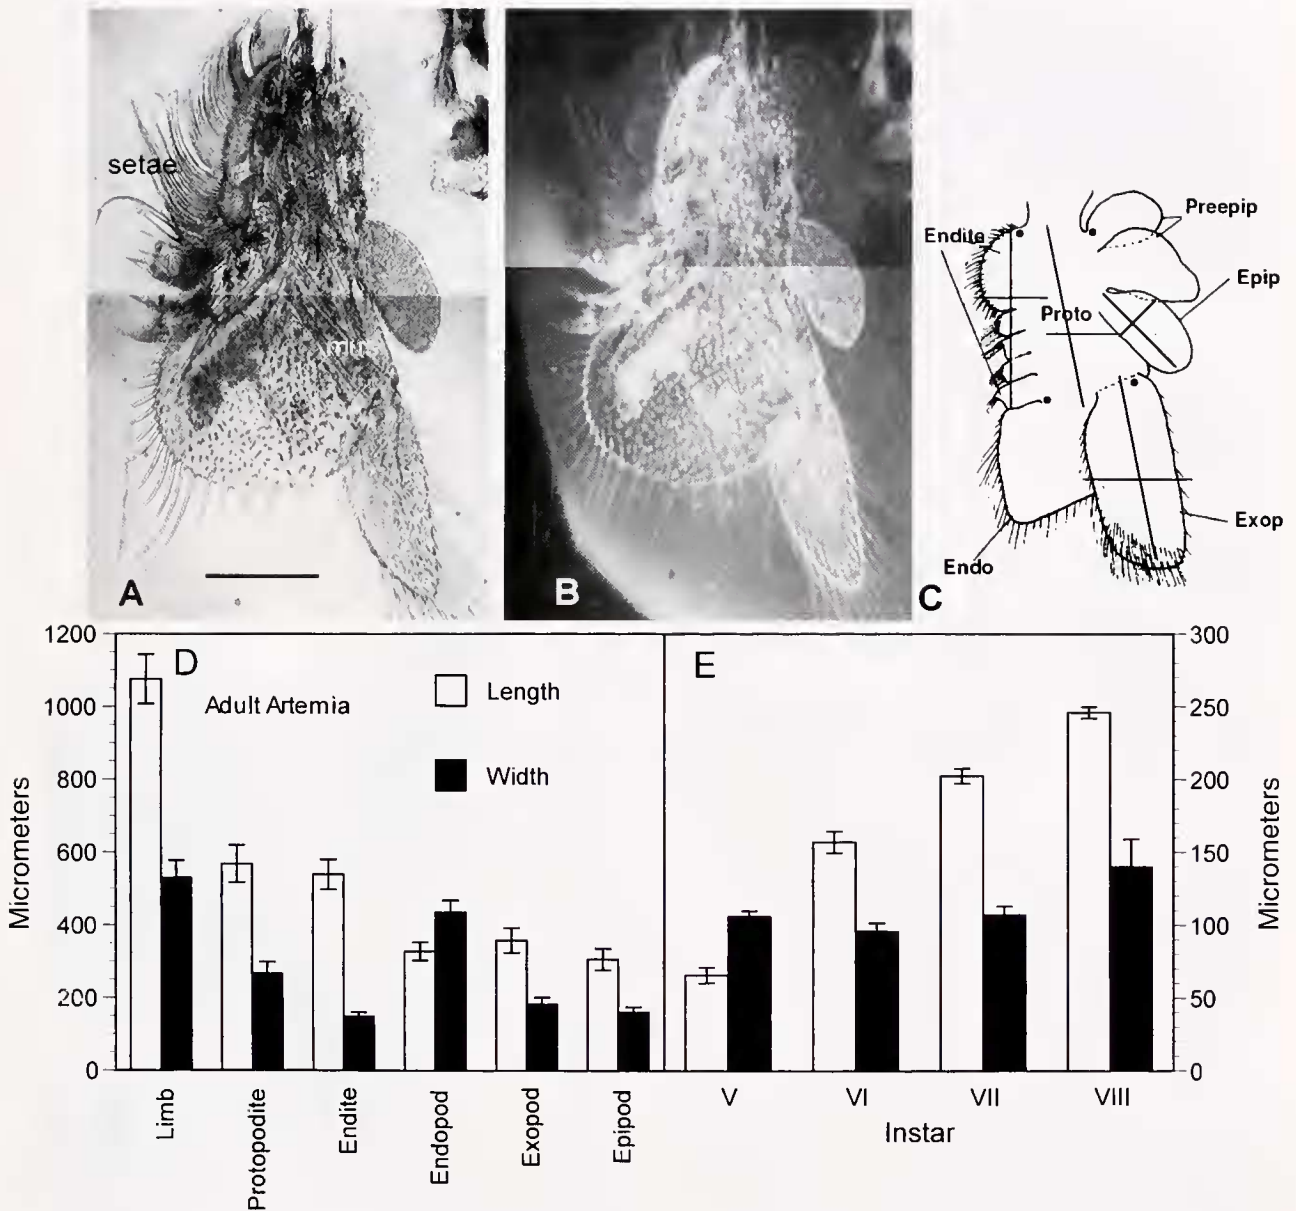 setae
A
B
Preepip
Endite
Epip
Proto
Exop
Endo
C
D
Adult Artemia
Length
Width
E
1200
1000
800
600
400
200
0
Micrometers
300
250
200
150
100
50
0
Micrometers
Limb
Protopodite
Endite
Endopod
Exopod
Epipod
V VI VII VIII
Instar